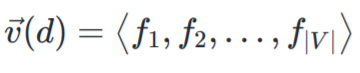 v⃗(d) = ⟨f₁, f₂, . . . , f|V|⟩